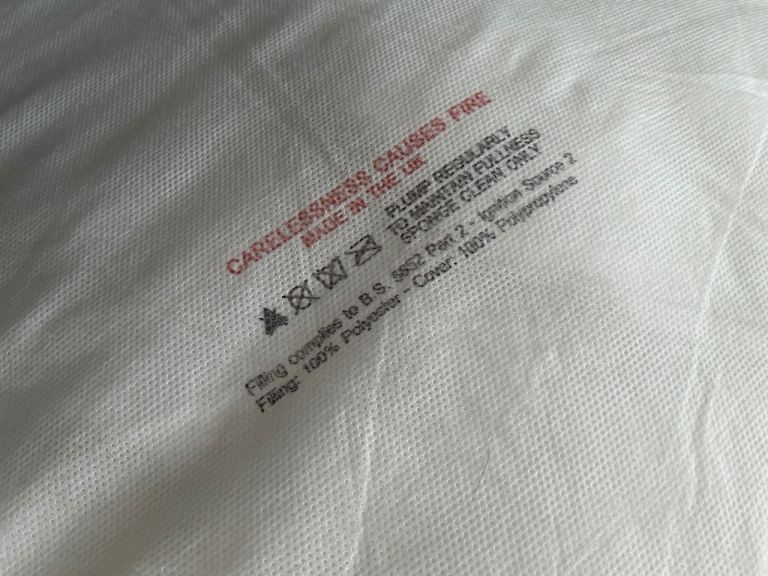 CARELESSNESS CAUSES FIRE
MADE IN THE UK
PLUMP REGULARLY
TO MAINTAIN FULLNESS
SPONGE CLEAN ONLY
Filling complies to B.S. 5852 Part 2 - Ignition Source 2
Filling: 100% Polyester - Cover: 100% Polypropylene